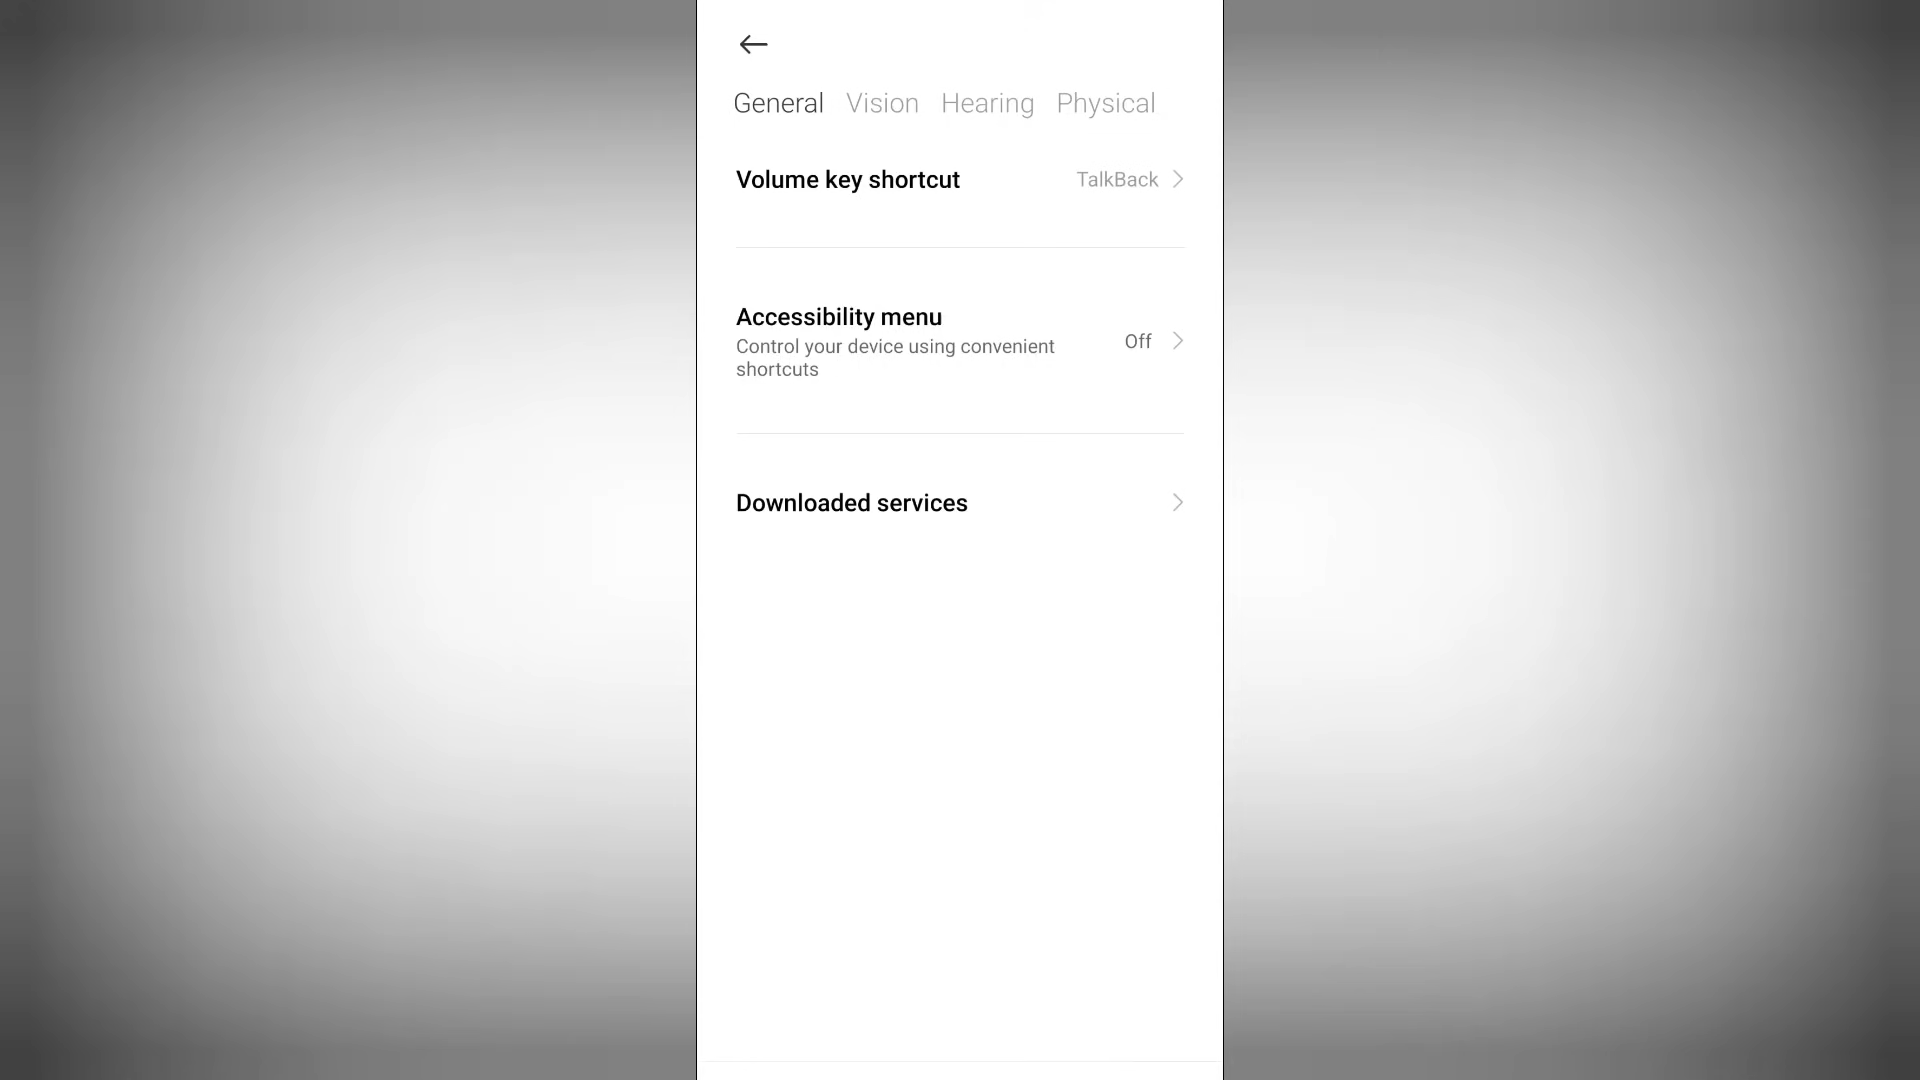 General Vision Hearing Physical
Volume key shortcut TalkBack
Accessibility menu
Control your device using convenient
shortcuts
Off
Downloaded services